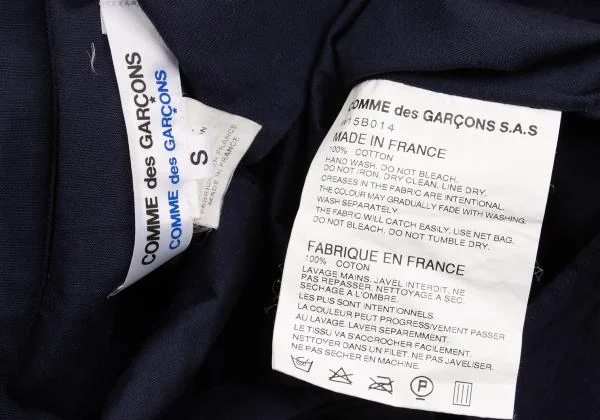 COMME des GARÇONS
COMME des GARÇONS
S
FABRIQUÉ EN FRANCE
MADE IN FRANCE
COMME des GARÇONS S.A.S
15B014
MADE IN FRANCE
100% COTTON
HAND WASH. DO NOT BLEACH.
DO NOT IRON. DRY CLEAN. LINE DRY.
CREASES IN THE FABRIC ARE INTENTIONAL.
THE COLOUR MAY GRADUALLY FADE WITH WASHING.
WASH SEPARATELY.
THE FABRIC WILL CATCH EASILY. USE NET BAG.
DO NOT BLEACH. DO NOT TUMBLE DRY.
FABRIQUE EN FRANCE
100% COTON
LAVAGE MAINS. JAVEL INTERDIT. NE
PAS REPASSER. NETTOYAGE A SEC.
SECHAGE A L'OMBRE.
LES PLIS SONT INTENTIONNELS.
LA COULEUR PEUT PROGRESSIVEMENT PASSER
AU LAVAGE. LAVER SEPAREMENT.
LE TISSU VA S'ACCROCHER FACILEMENT.
NETTOYER DANS UN FILET. NE PAS JAVELISER.
NE PAS SECHER EN MACHINE.
P